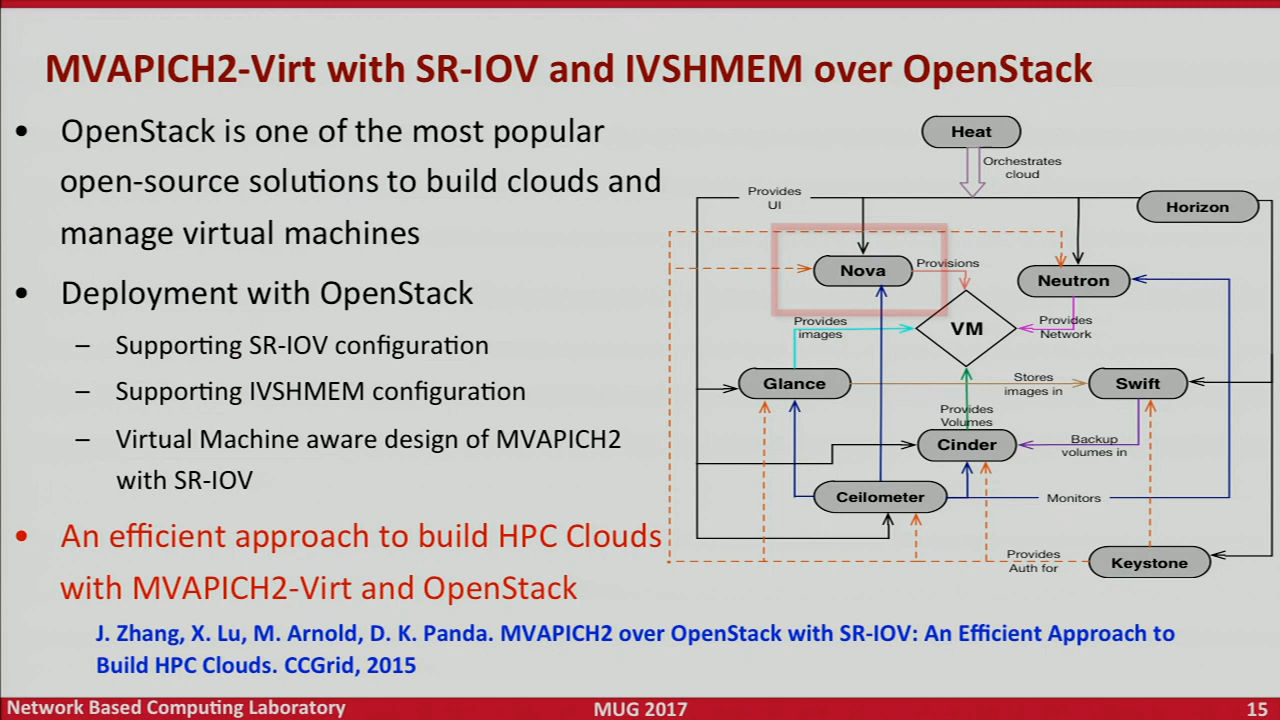 MVAPICH2-Virt with SR-IOV and IVSHMEM over OpenStack
• OpenStack is one of the most popular
open-source solutions to build clouds and
manage virtual machines
• Deployment with OpenStack
– Supporting SR-IOV configuration
– Supporting IVSHMEM configuration
– Virtual Machine aware design of MVAPICH2
with SR-IOV
• An efficient approach to build HPC Clouds
with MVAPICH2-Virt and OpenStack
Heat
Orchestrates
cloud
Provides
UI
Horizon
Nova
Provisions
Neutron
Provides
images
VM
Provides
Network
Glance
Stores
images in
Swift
Provides
Volumes
Cinder
Backup
volumes in
Ceilometer
Monitors
Provides
Auth for
Keystone
J. Zhang, X. Lu, M. Arnold, D. K. Panda. MVAPICH2 over OpenStack with SR-IOV: An Efficient Approach to
Build HPC Clouds. CCGrid, 2015
Network Based Computing Laboratory
MUG 2017
15